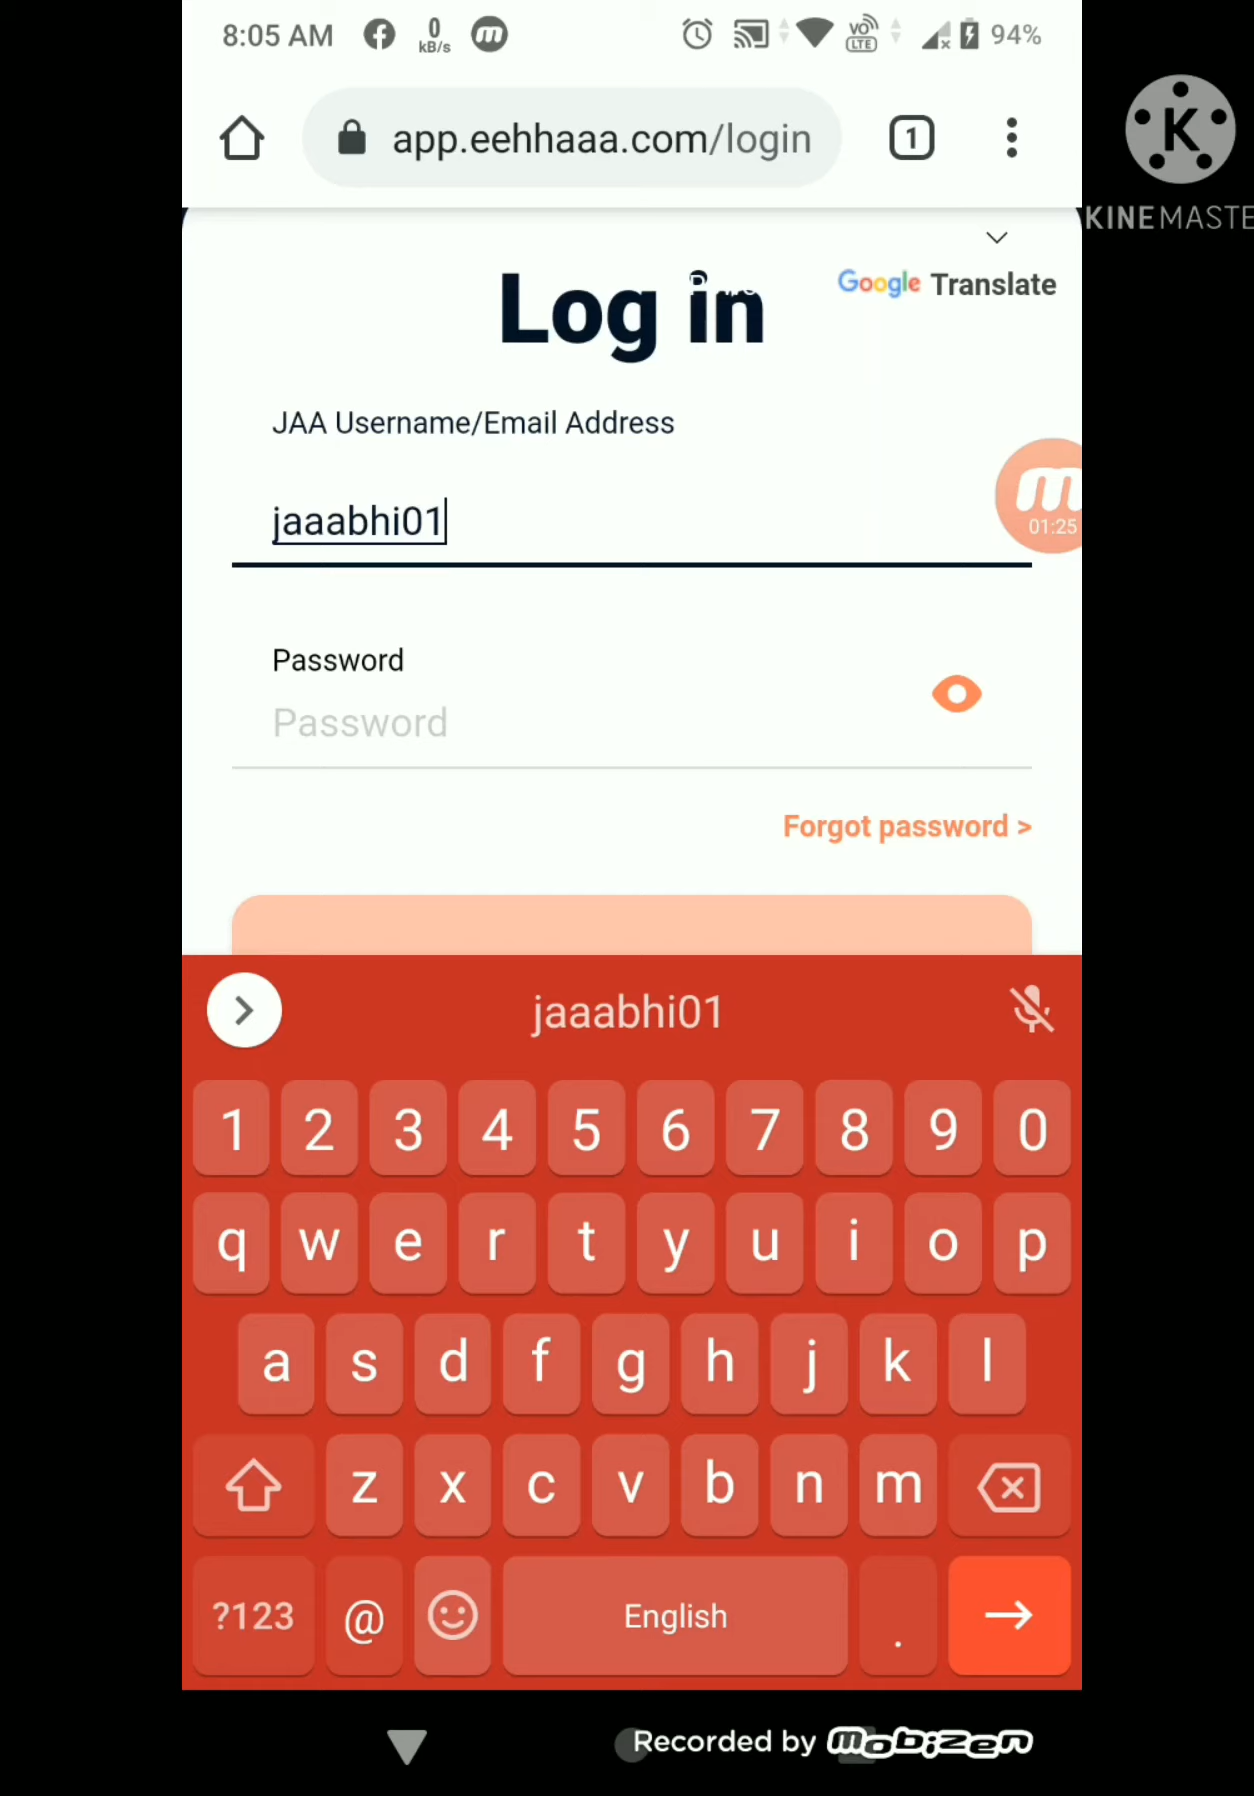 8:05 AM 0 kB/s m VO LTE 94%
app.eehhaaa.com/login 1
K
KINEMASTE
Log in
Google Translate
JAA Username/Email Address
jaaabhi01
m
01:25
Password
Password
Forgot password >
jaaabhi01
1 2 3 4 5 6 7 8 9 0
q w e r t y u i o p
a s d f g h j k l
z x c v b n m
?123 @ English .
Recorded by mobizen